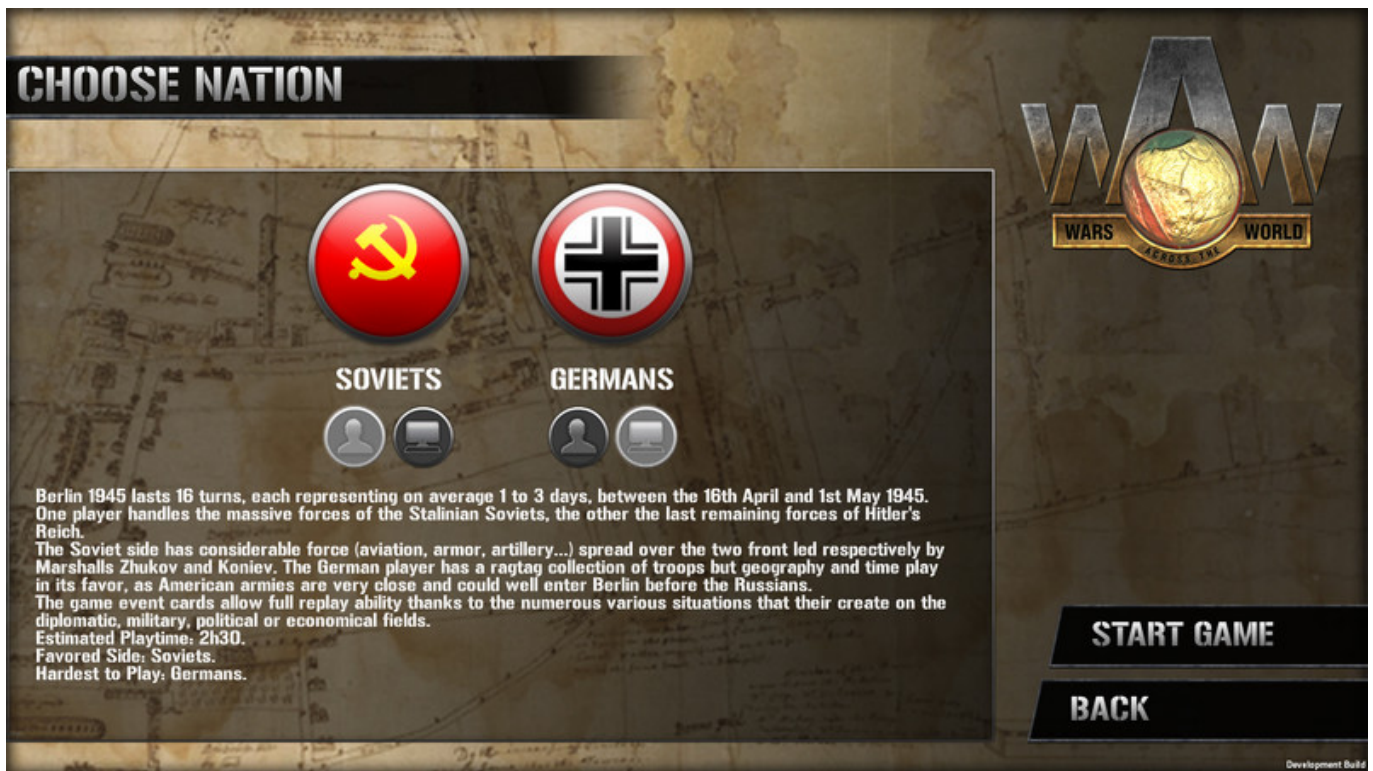 CHOOSE NATION
WARS ACROSS THE WORLD
SOVIETS
GERMANS
Berlin 1945 lasts 16 turns, each representing on average 1 to 3 days, between the 16th April and 1st May 1945.
One player handles the massive forces of the Stalinian Soviets, the other the last remaining forces of Hitler's
Reich.
The Soviet side has considerable force (aviation, armor, artillery...) spread over the two front led respectively by
Marshalls Zhukov and Koniev. The German player has a ragtag collection of troops but geography and time play
in its favor, as American armies are very close and could well enter Berlin before the Russians.
The game event cards allow full replay ability thanks to the numerous various situations that their create on the
diplomatic, military, political or economical fields.
Estimated Playtime: 2h30.
Favored Side: Soviets.
Hardest to Play: Germans.
START GAME
BACK
Development Build